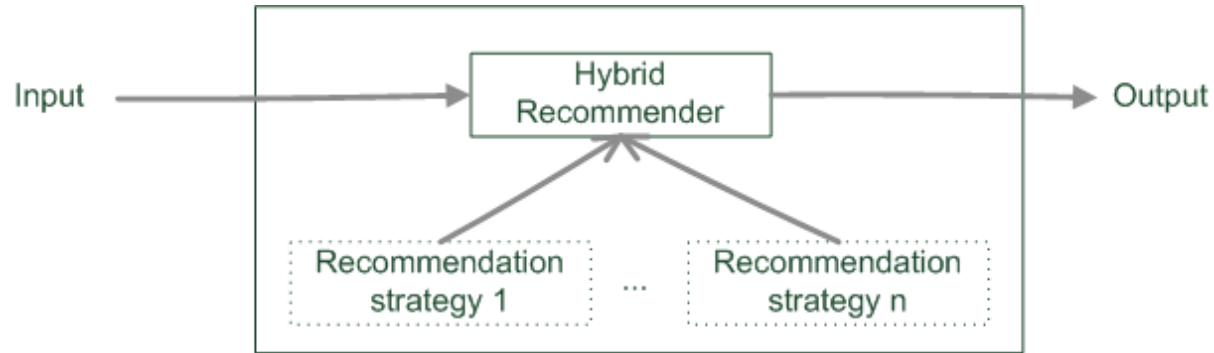 Input
Hybrid
Recommender
Output
Recommendation
strategy 1
...
Recommendation
strategy n